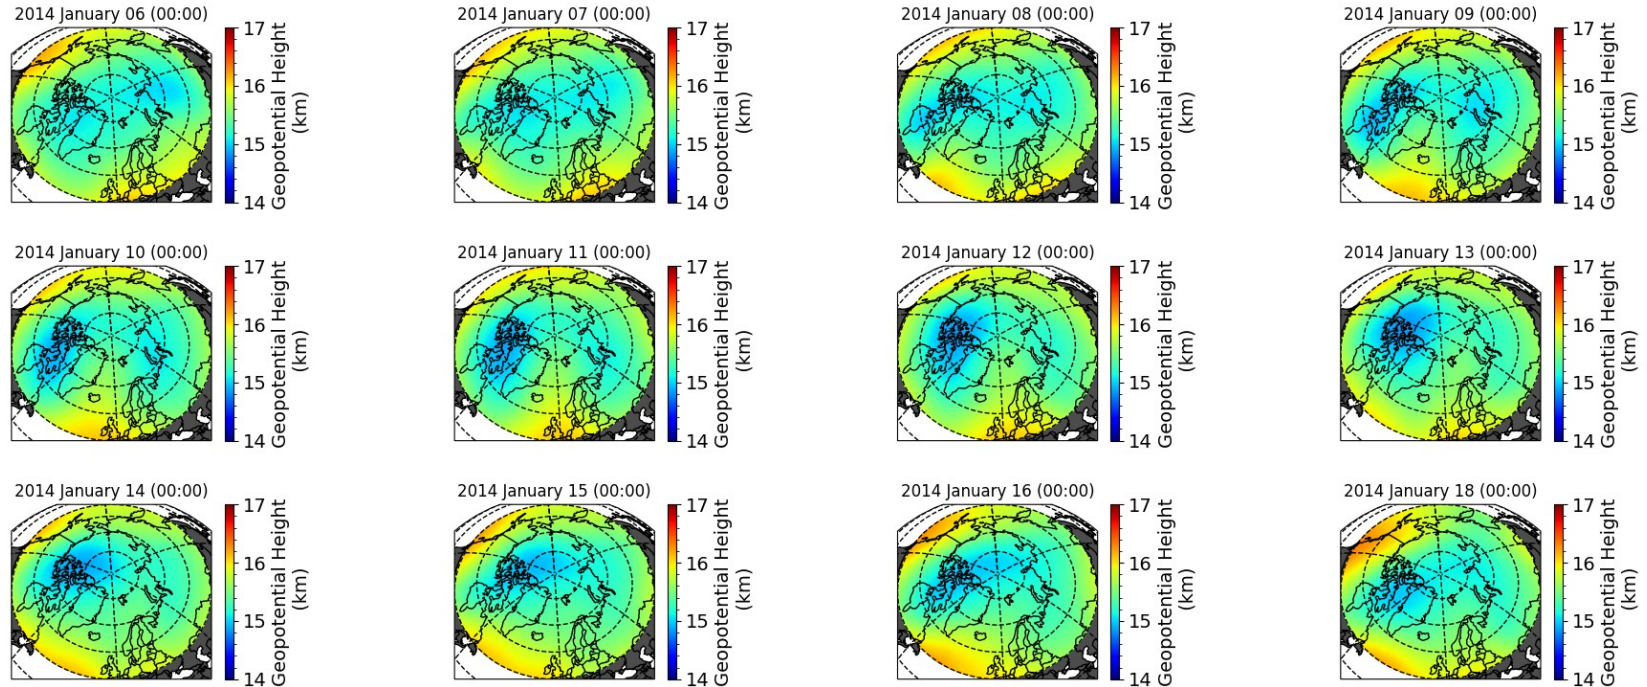 2014 January 06 (00:00)
17
16
15
14
Geopotential Height
(km)
2014 January 07 (00:00)
17
16
15
14
Geopotential Height
(km)
2014 January 08 (00:00)
17
16
15
14
Geopotential Height
(km)
2014 January 09 (00:00)
17
16
15
14
Geopotential Height
(km)
2014 January 10 (00:00)
17
16
15
14
Geopotential Height
(km)
2014 January 11 (00:00)
17
16
15
14
Geopotential Height
(km)
2014 January 12 (00:00)
17
16
15
14
Geopotential Height
(km)
2014 January 13 (00:00)
17
16
15
14
Geopotential Height
(km)
2014 January 14 (00:00)
17
16
15
14
Geopotential Height
(km)
2014 January 15 (00:00)
17
16
15
14
Geopotential Height
(km)
2014 January 16 (00:00)
17
16
15
14
Geopotential Height
(km)
2014 January 18 (00:00)
17
16
15
14
Geopotential Height
(km)